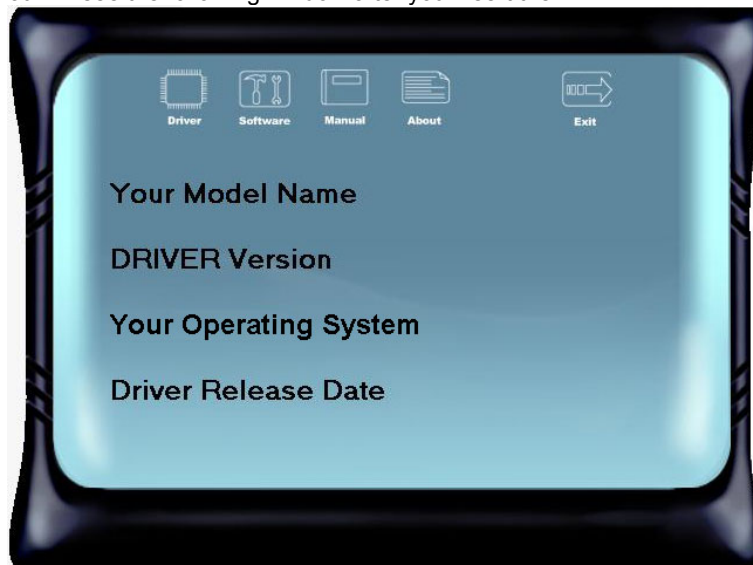 Driver Software Manual About Exit
Your Model Name
DRIVER Version
Your Operating System
Driver Release Date